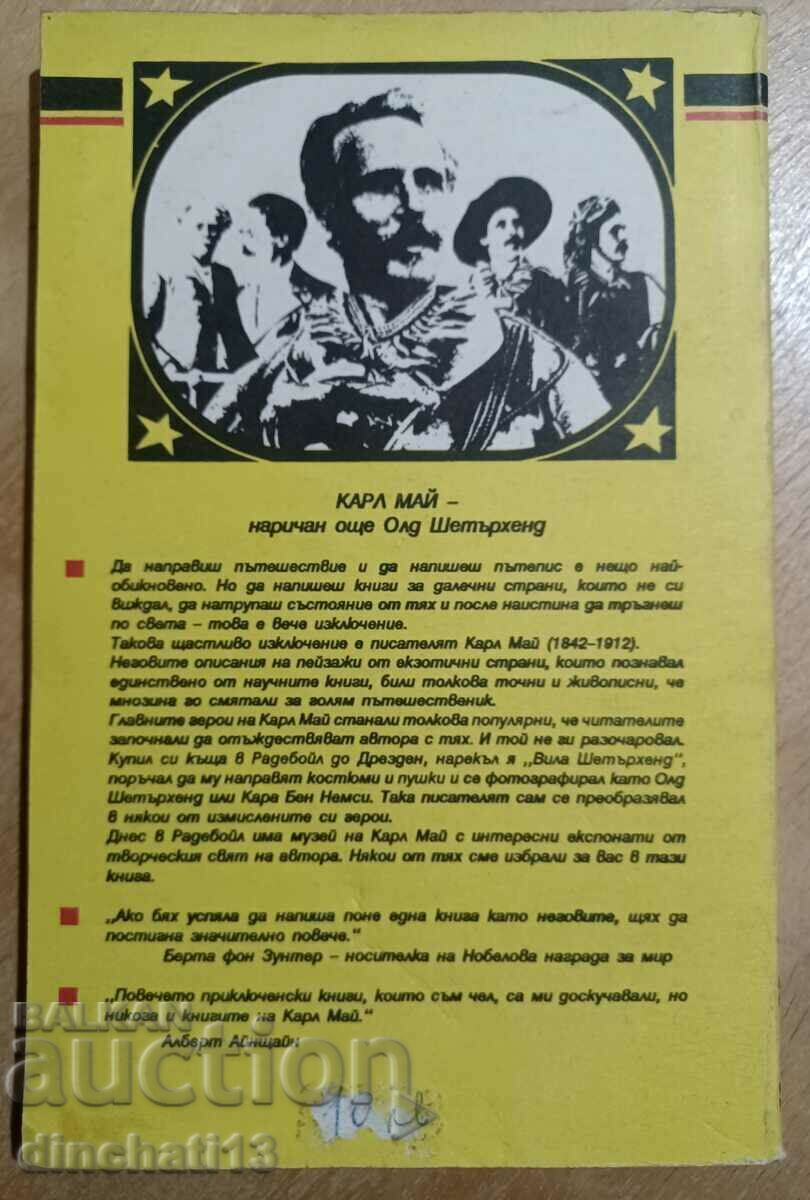 КАРЛ МАЙ –
наричан още Олд Шетърхенд
Да направиш пътешествие и да напишеш пътепис е нещо най-
обикновено. Но да напишеш книги за далечни страни, които не си
виждал, да натрупаш състояние от тях и после наистина да тръгнеш
по света – това е вече изключение.
Такова щастливо изключение е писателят Карл Май (1842–1912).
Неговите описания на пейзажи от екзотични страни, които познавал
единствено от научните книги, били толкова точни и живописни, че
мнозина го смятали за голям пътешественик.
Главните герои на Карл Май станали толкова популярни, че читателите
започнали да отъждествяват автора с тях. И той не ги разочаровал.
Купил си къща в Радебойл до Дрезден, нарекъл я „Вила Шетърхенд“,
поръчал да му направят костюми и пушки и се фотографирал като Олд
Шетърхенд или Кара Бен Немси. Така писателят сам се преобразявал
в някои от измислените си герои.
Днес в Радебойл има музей на Карл Май с интересни експонати от
творческия свят на автора. Някои от тях сме избрали за вас в тази
книга.
„Ако бях успяла да напиша поне една книга като неговите, щях да
постигна значително повече.“
Берта фон Зунтер – носителка на Нобелова награда за мир
„Повечето приключенски книги, които съм чел, са ми доскучавали, но
никога и книгите на Карл Май.“
Алберт Айнщайн
BALKAN
auction
90 лв
dinchati13